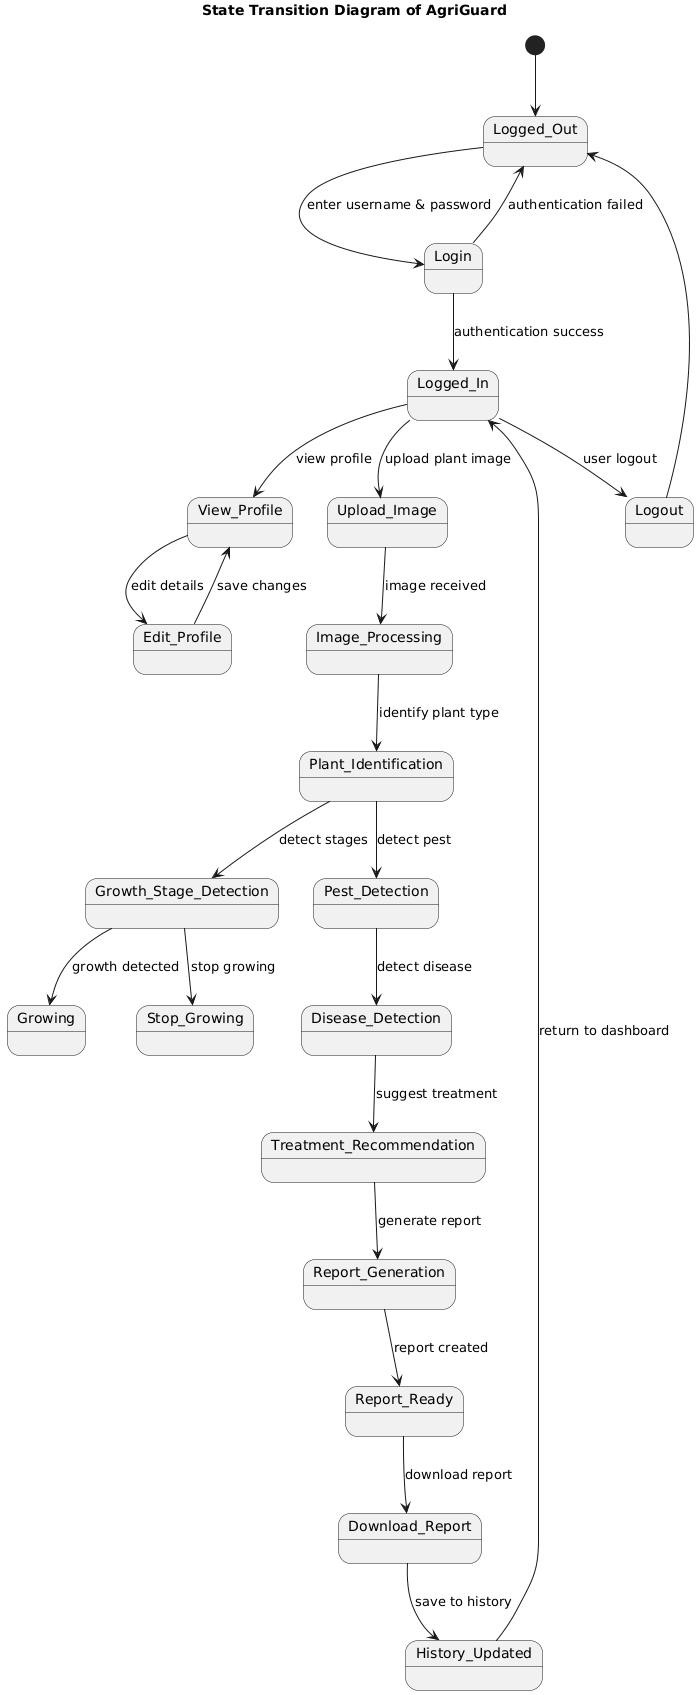 State Transition Diagram of AgriGuard
Logged_Out
enter username & password
authentication failed
Login
authentication success
Logged_In
view profile
upload plant image
user logout
View_Profile
Upload_Image
Logout
edit details
save changes
image received
Edit_Profile
Image_Processing
identify plant type
Plant_Identification
detect stages
detect pest
Growth_Stage_Detection
Pest_Detection
growth detected
stop growing
detect disease
Growing
Stop_Growing
Disease_Detection
return to dashboard
suggest treatment
Treatment_Recommendation
generate report
Report_Generation
report created
Report_Ready
download report
Download_Report
save to history
History_Updated